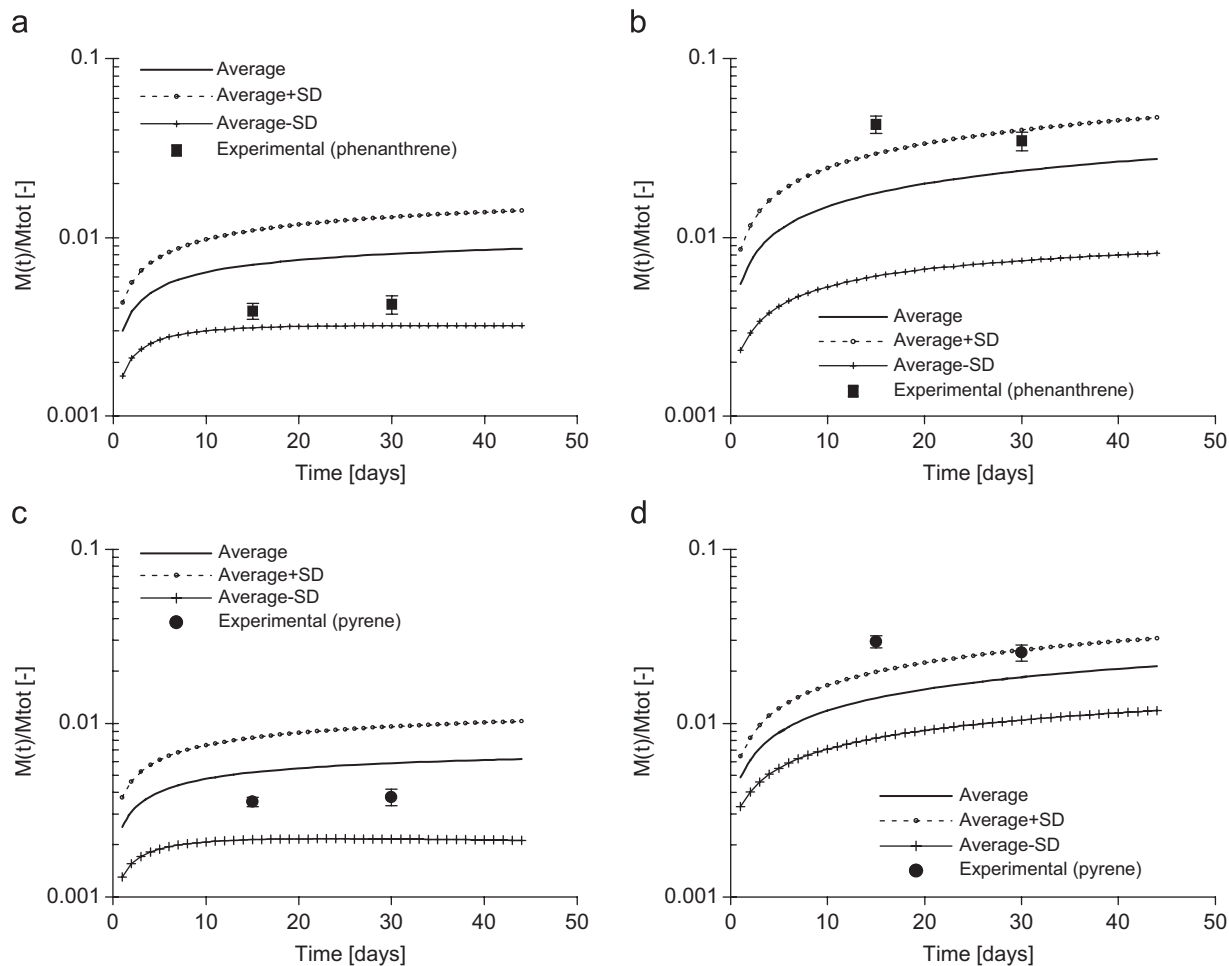 a
0.1
Average
Average+SD
Average-SD
Experimental (phenanthrene)
M(t)/Mtot [-]
0.01
0.001
0 10 20 30 40 50
Time [days]
b
0.1
M(t)/Mtot [-]
0.01
Average
Average+SD
Average-SD
Experimental (phenanthrene)
0.001
0 10 20 30 40 50
Time [days]
c
0.1
Average
Average+SD
Average-SD
Experimental (pyrene)
M(t)/Mtot [-]
0.01
0.001
0 10 20 30 40 50
Time [days]
d
0.1
M(t)/Mtot [-]
0.01
Average
Average+SD
Average-SD
Experimental (pyrene)
0.001
0 10 20 30 40 50
Time [days]